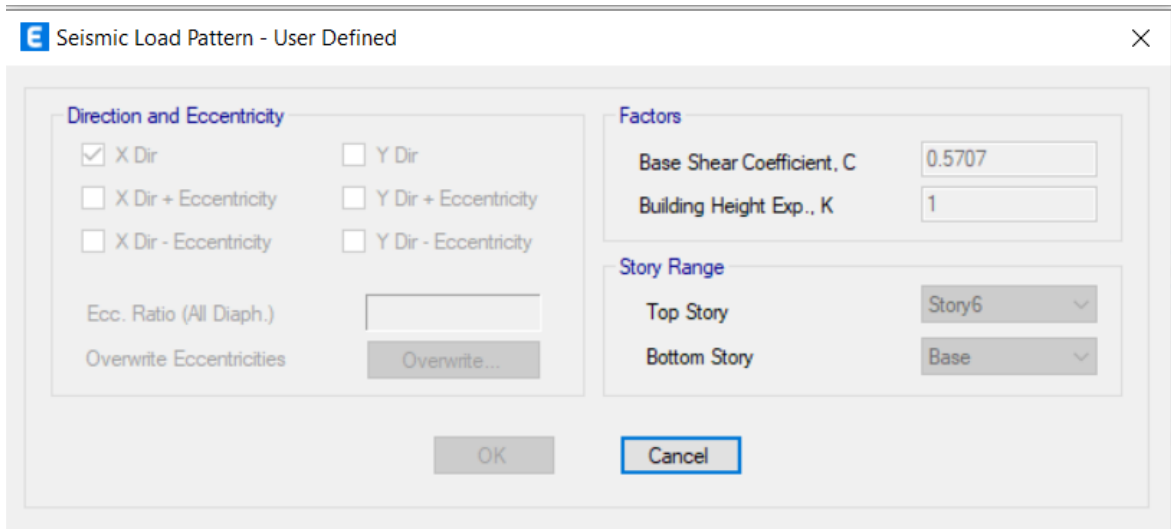 E Seismic Load Pattern - User Defined
Direction and Eccentricity
X Dir
Y Dir
X Dir + Eccentricity
Y Dir + Eccentricity
X Dir - Eccentricity
Y Dir - Eccentricity
Ecc. Ratio (All Diaph.)
Overwrite Eccentricities
Overwrite...
Factors
Base Shear Coefficient, C
0.5707
Building Height Exp., K
1
Story Range
Top Story
Story6
Bottom Story
Base
OK
Cancel